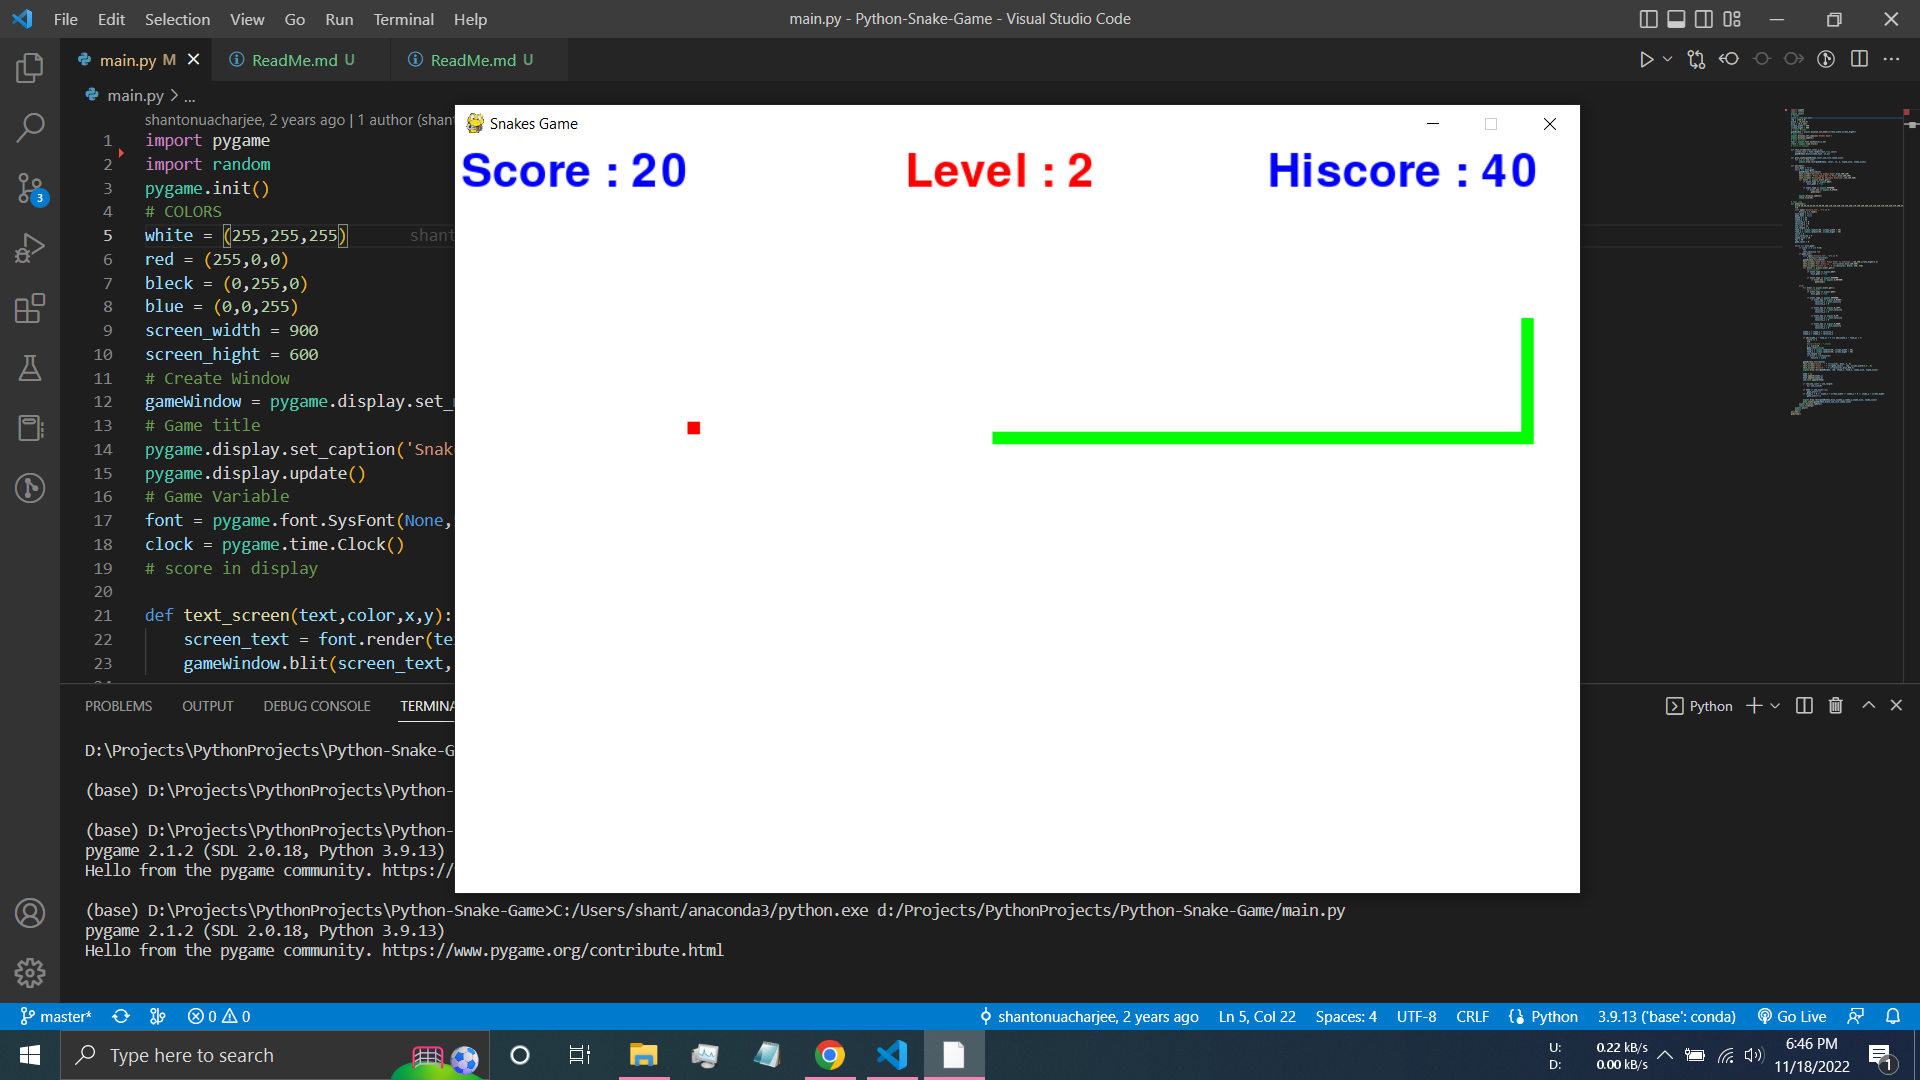 File Edit Selection View Go Run Terminal Help
main.py - Python-Snake-Game - Visual Studio Code
main.py M
ReadMe.md U
ReadMe.md U
main.py > ...
shantonuacharjee, 2 years ago | 1 author (shan
1 import pygame
2 import random
3 pygame.init()
4 # COLORS
5 white = (255,255,255) shant
6 red = (255,0,0)
7 bleck = (0,255,0)
8 blue = (0,0,255)
9 screen_width = 900
10 screen_hight = 600
11 # Create Window
12 gameWindow = pygame.display.set_
13 # Game title
14 pygame.display.set_caption('Snak
15 pygame.display.update()
16 # Game Variable
17 font = pygame.font.SysFont(None,
18 clock = pygame.time.Clock()
19 # score in display
20
21 def text_screen(text,color,x,y):
22 screen_text = font.render(te
23 gameWindow.blit(screen_text,
Snakes Game
Score : 20 Level : 2 Hiscore : 40
3
PROBLEMS OUTPUT DEBUG CONSOLE TERMINA
Python
D:\Projects\PythonProjects\Python-Snake-G
(base) D:\Projects\PythonProjects\Python-
(base) D:\Projects\PythonProjects\Python-
pygame 2.1.2 (SDL 2.0.18, Python 3.9.13)
Hello from the pygame community. https://
(base) D:\Projects\PythonProjects\Python-Snake-Game>C:/Users/shant/anaconda3/python.exe d:/Projects/PythonProjects/Python-Snake-Game/main.py
pygame 2.1.2 (SDL 2.0.18, Python 3.9.13)
Hello from the pygame community. https://www.pygame.org/contribute.html
master* 0 0 shantonuacharjee, 2 years ago Ln 5, Col 22 Spaces: 4 UTF-8 CRLF Python 3.9.13 ('base': conda) Go Live
Type here to search
U: 0.22 kB/s
D: 0.00 kB/s
6:46 PM
11/18/2022
1